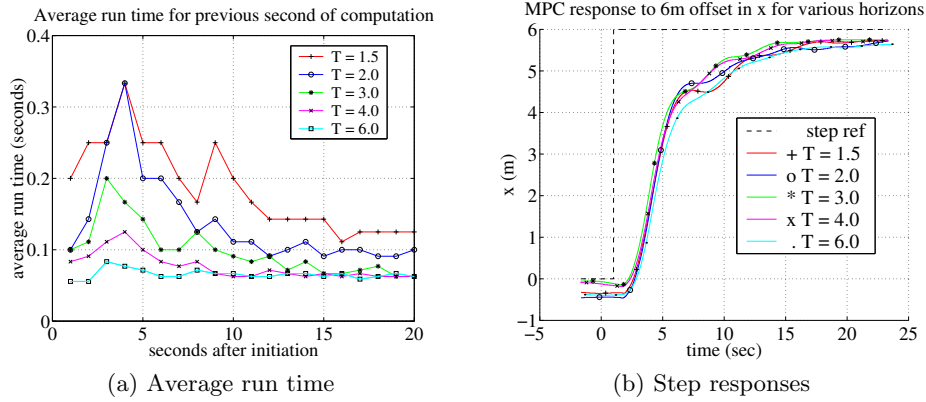 Average run time for previous second of computation
0.4
0.3
0.2
0.1
0
average run time (seconds)
T = 1.5
T = 2.0
T = 3.0
T = 4.0
T = 6.0
0
5
10
15
20
seconds after initiation
(a) Average run time
MPC response to 6m offset in x for various horizons
6
5
4
3
2
1
0
−1
x (m)
step ref
+ T = 1.5
o T = 2.0
* T = 3.0
x T = 4.0
. T = 6.0
−5
0
5
10
15
20
25
time (sec)
(b) Step responses